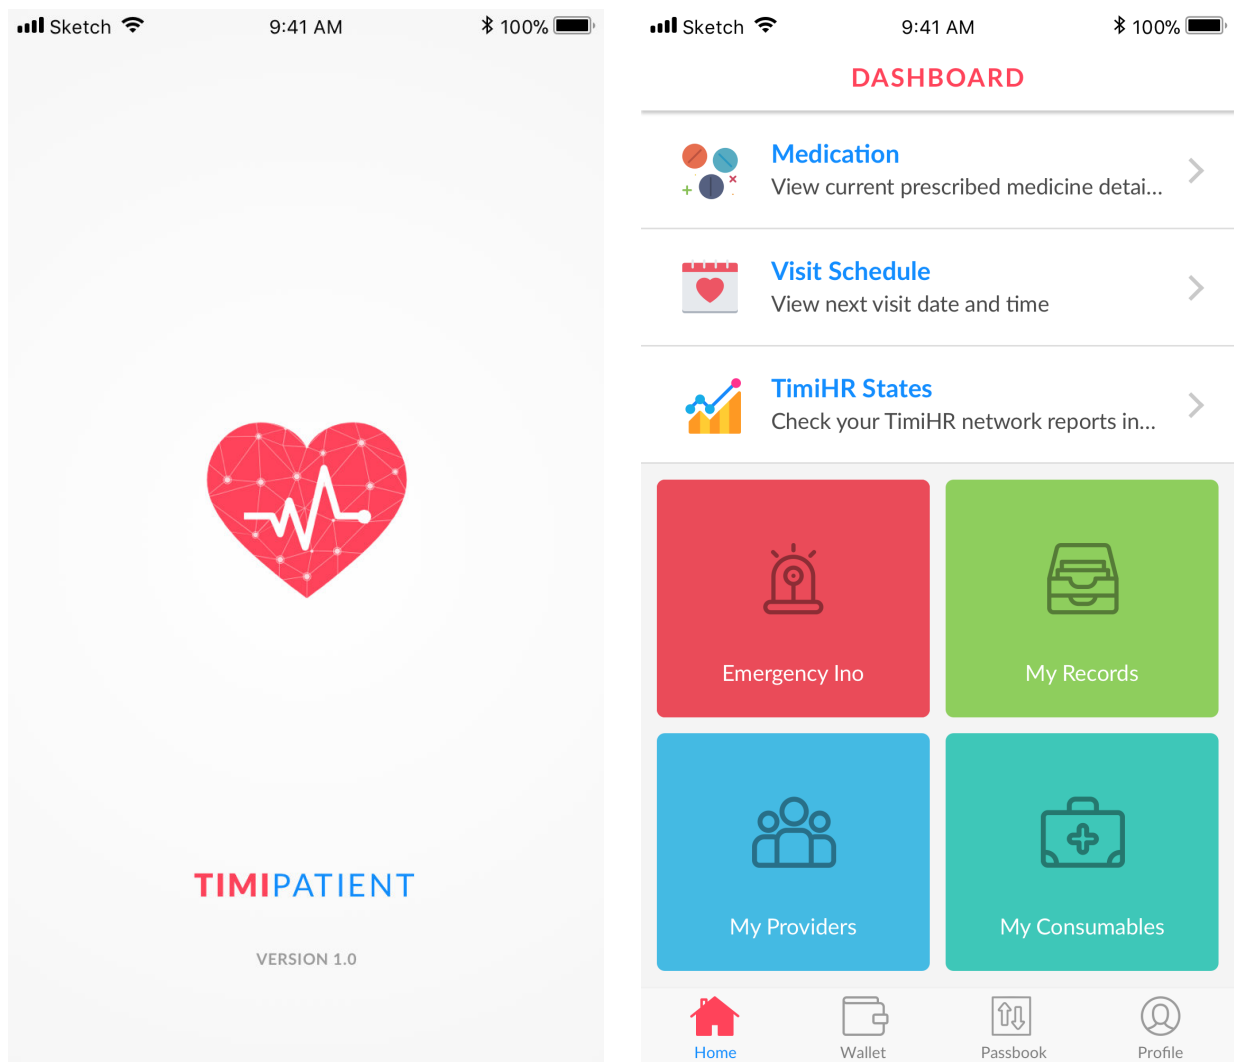 Sketch 9:41 AM 100%
TIMIPATIENT
VERSION 1.0
Sketch 9:41 AM 100%
DASHBOARD
Medication
View current prescribed medicine detai...
Visit Schedule
View next visit date and time
TimiHR States
Check your TimiHR network reports in...
Emergency Ino
My Records
My Providers
My Consumables
Home Wallet Passbook Profile